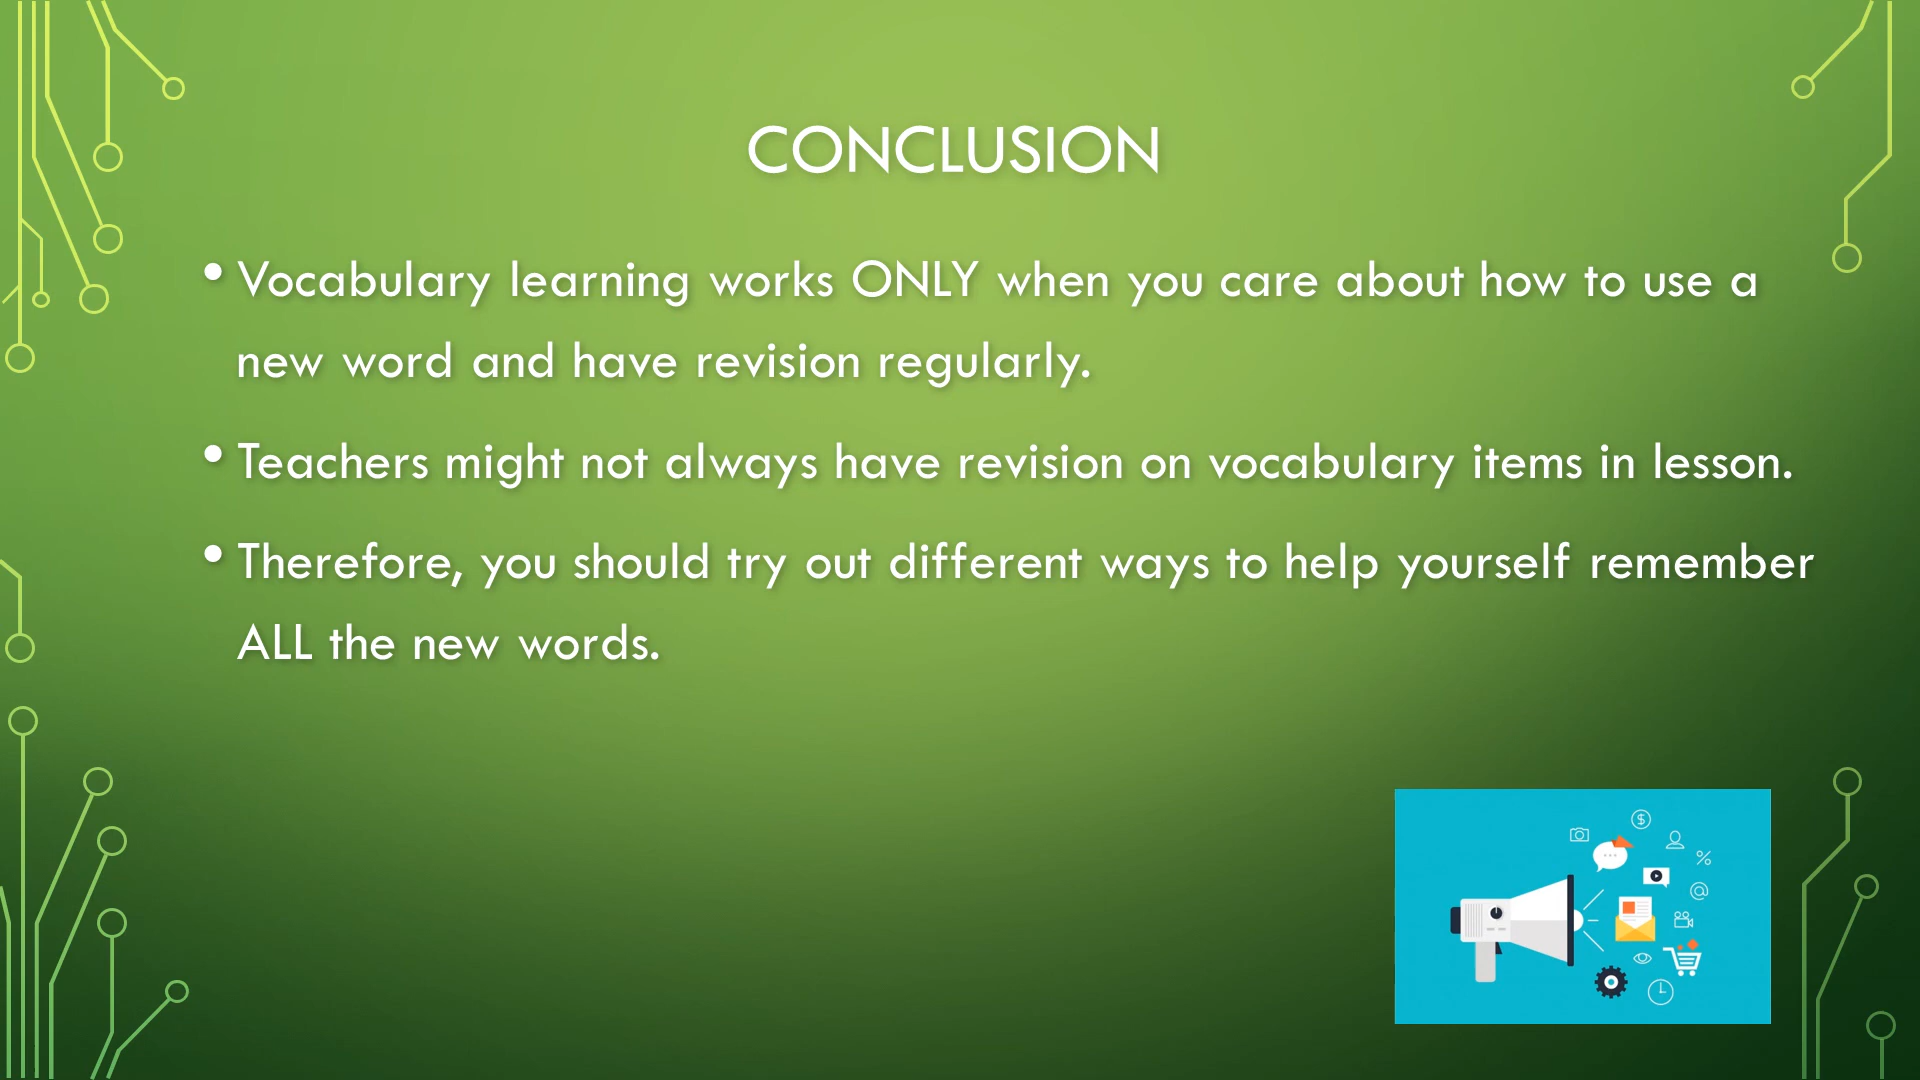 CONCLUSION
• Vocabulary learning works ONLY when you care about how to use a
new word and have revision regularly.
• Teachers might not always have revision on vocabulary items in lesson.
• Therefore, you should try out different ways to help yourself remember
ALL the new words.